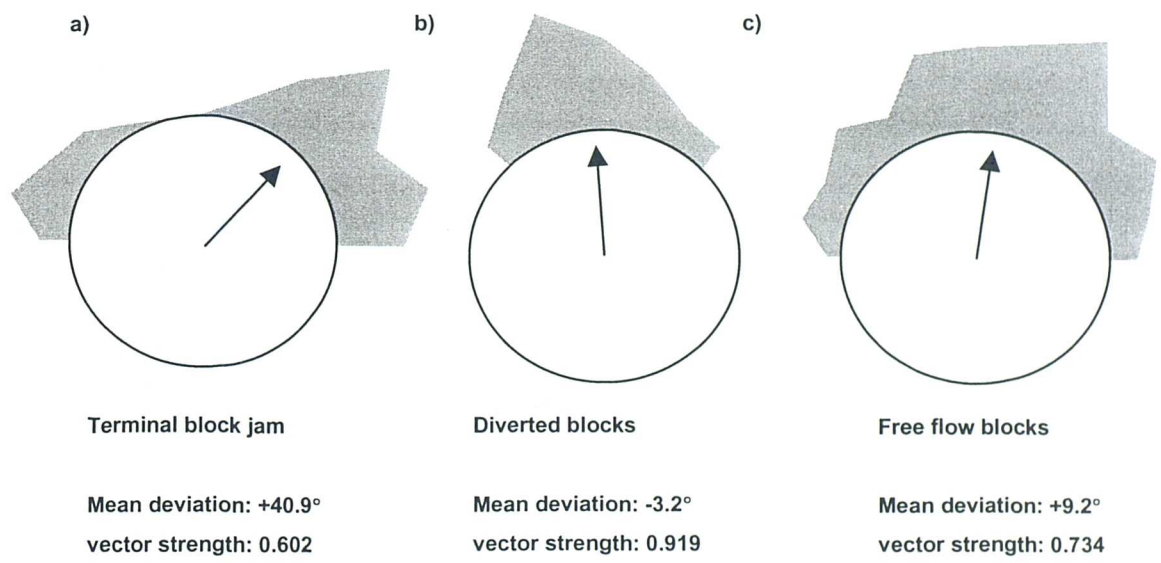 a)
b)
c)
Terminal block jam
Diverted blocks
Free flow blocks
Mean deviation: +40.9°
Mean deviation: -3.2°
Mean deviation: +9.2°
vector strength: 0.602
vector strength: 0.919
vector strength: 0.734